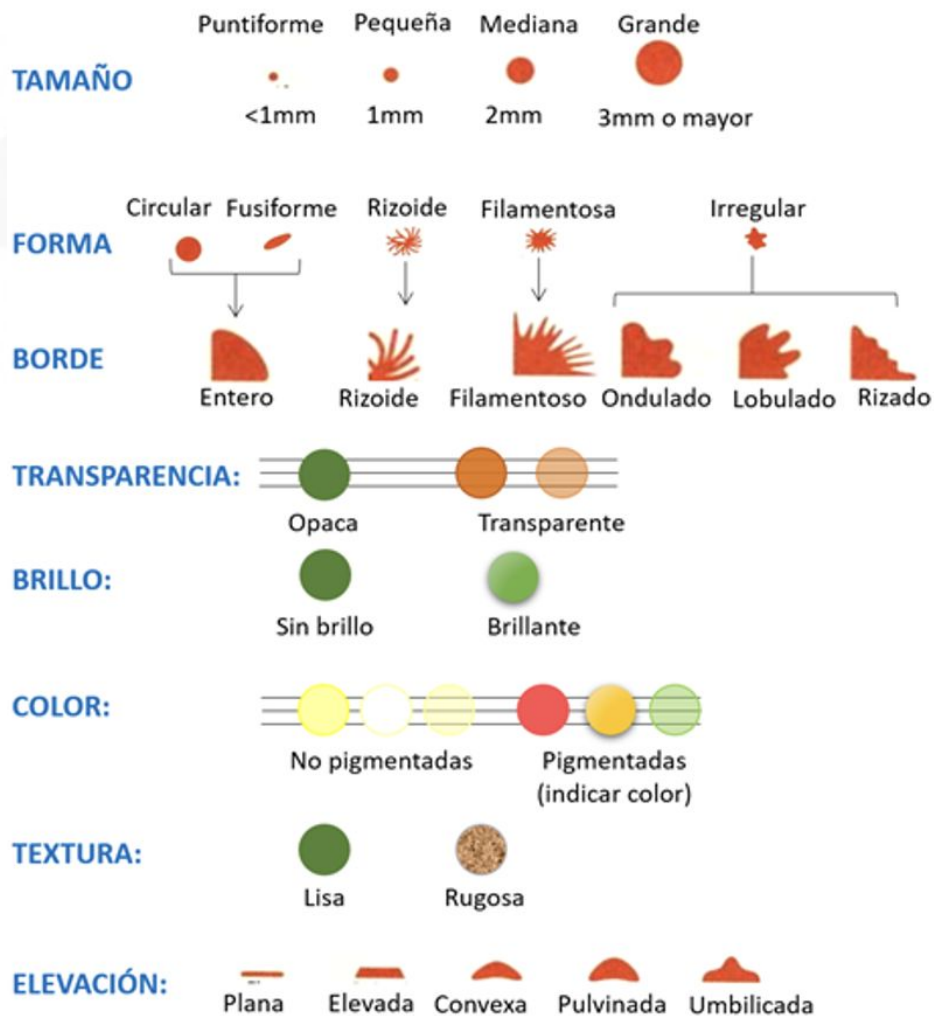 Puntiforme Pequeña Mediana Grande
TAMAÑO
<1mm 1mm 2mm 3mm o mayor
Circular Fusiforme Rizoide Filamentosa Irregular
FORMA
BORDE
Entero Rizoide Filamentoso Ondulado Lobulado Rizado
TRANSPARENCIA:
Opaca Transparente
BRILLO:
Sin brillo Brillante
COLOR:
No pigmentadas Pigmentadas
(indicar color)
TEXTURA:
Lisa Rugosa
ELEVACIÓN:
Plana Elevada Convexa Pulvinada Umbilicada